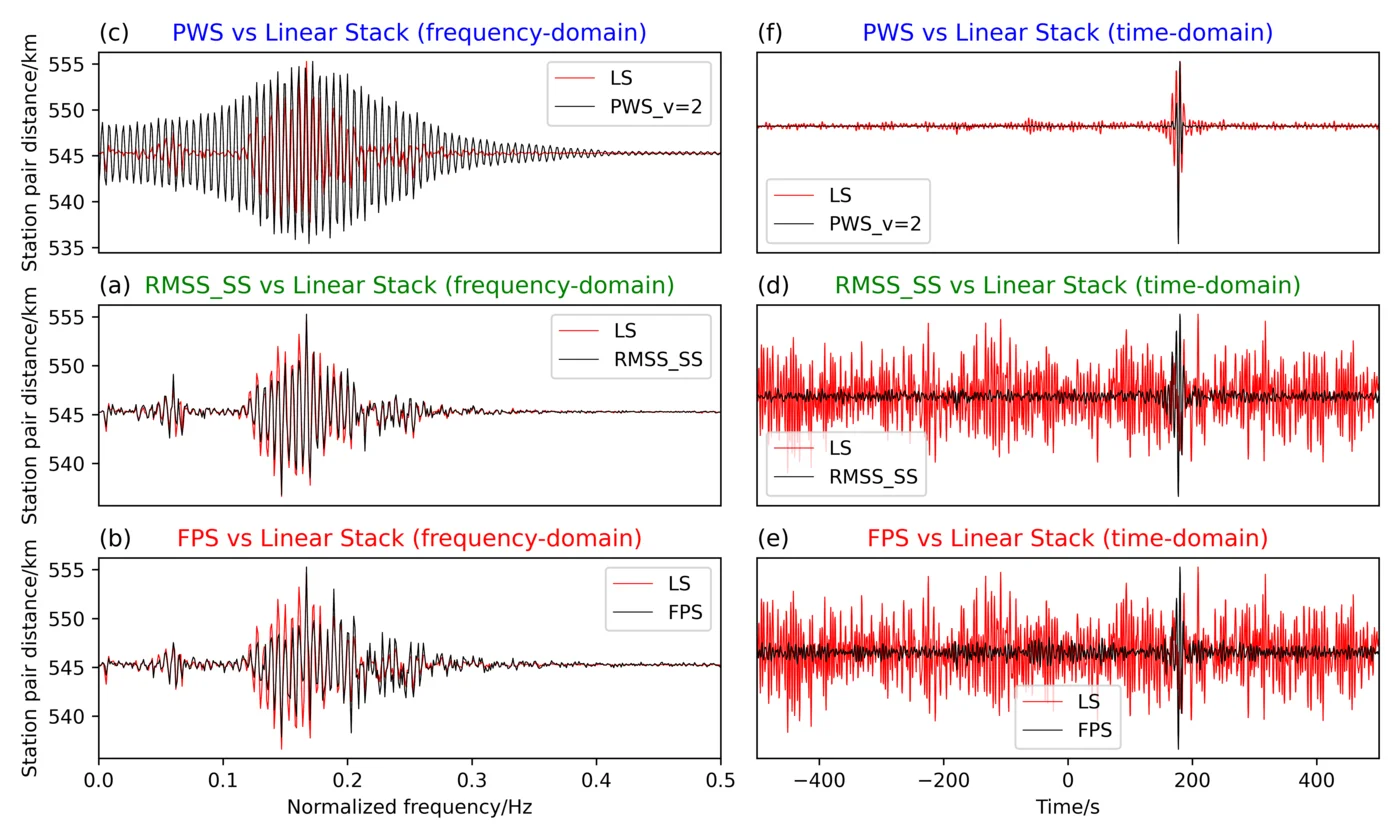 (c) PWS vs Linear Stack (frequency-domain)
Station pair distance/km
555
550
545
540
535
LS
PWS_v=2
(f) PWS vs Linear Stack (time-domain)
LS
PWS_v=2
(a) RMSS_SS vs Linear Stack (frequency-domain)
Station pair distance/km
555
550
545
540
LS
RMSS_SS
(d) RMSS_SS vs Linear Stack (time-domain)
LS
RMSS_SS
(b) FPS vs Linear Stack (frequency-domain)
Station pair distance/km
555
550
545
540
LS
FPS
0.0 0.1 0.2 0.3 0.4 0.5
Normalized frequency/Hz
(e) FPS vs Linear Stack (time-domain)
LS
FPS
−400 −200 0 200 400
Time/s